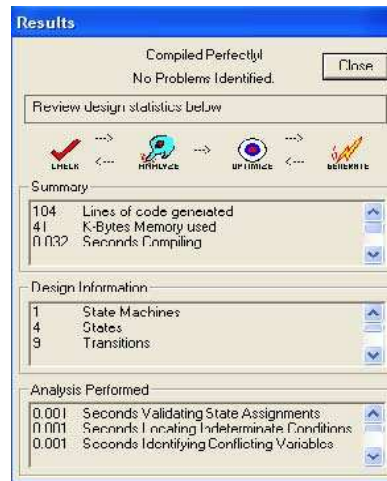 Results
Compiled Perfectly!
No Problems Identified.
Close
Review design statistics below
---> ---> --->
CHECK <--- ANALYZE OPTIMIZE <--- GENERATE
Summary
104 Lines of code generated
41 K-Bytes Memory used
0.032 Seconds Compiling
Design Information
1 State Machines
4 States
9 Transitions
Analysis Performed
0.001 Seconds Validating State Assignments
0.001 Seconds Locating Indeterminate Conditions
0.001 Seconds Identifying Conflicting Variables